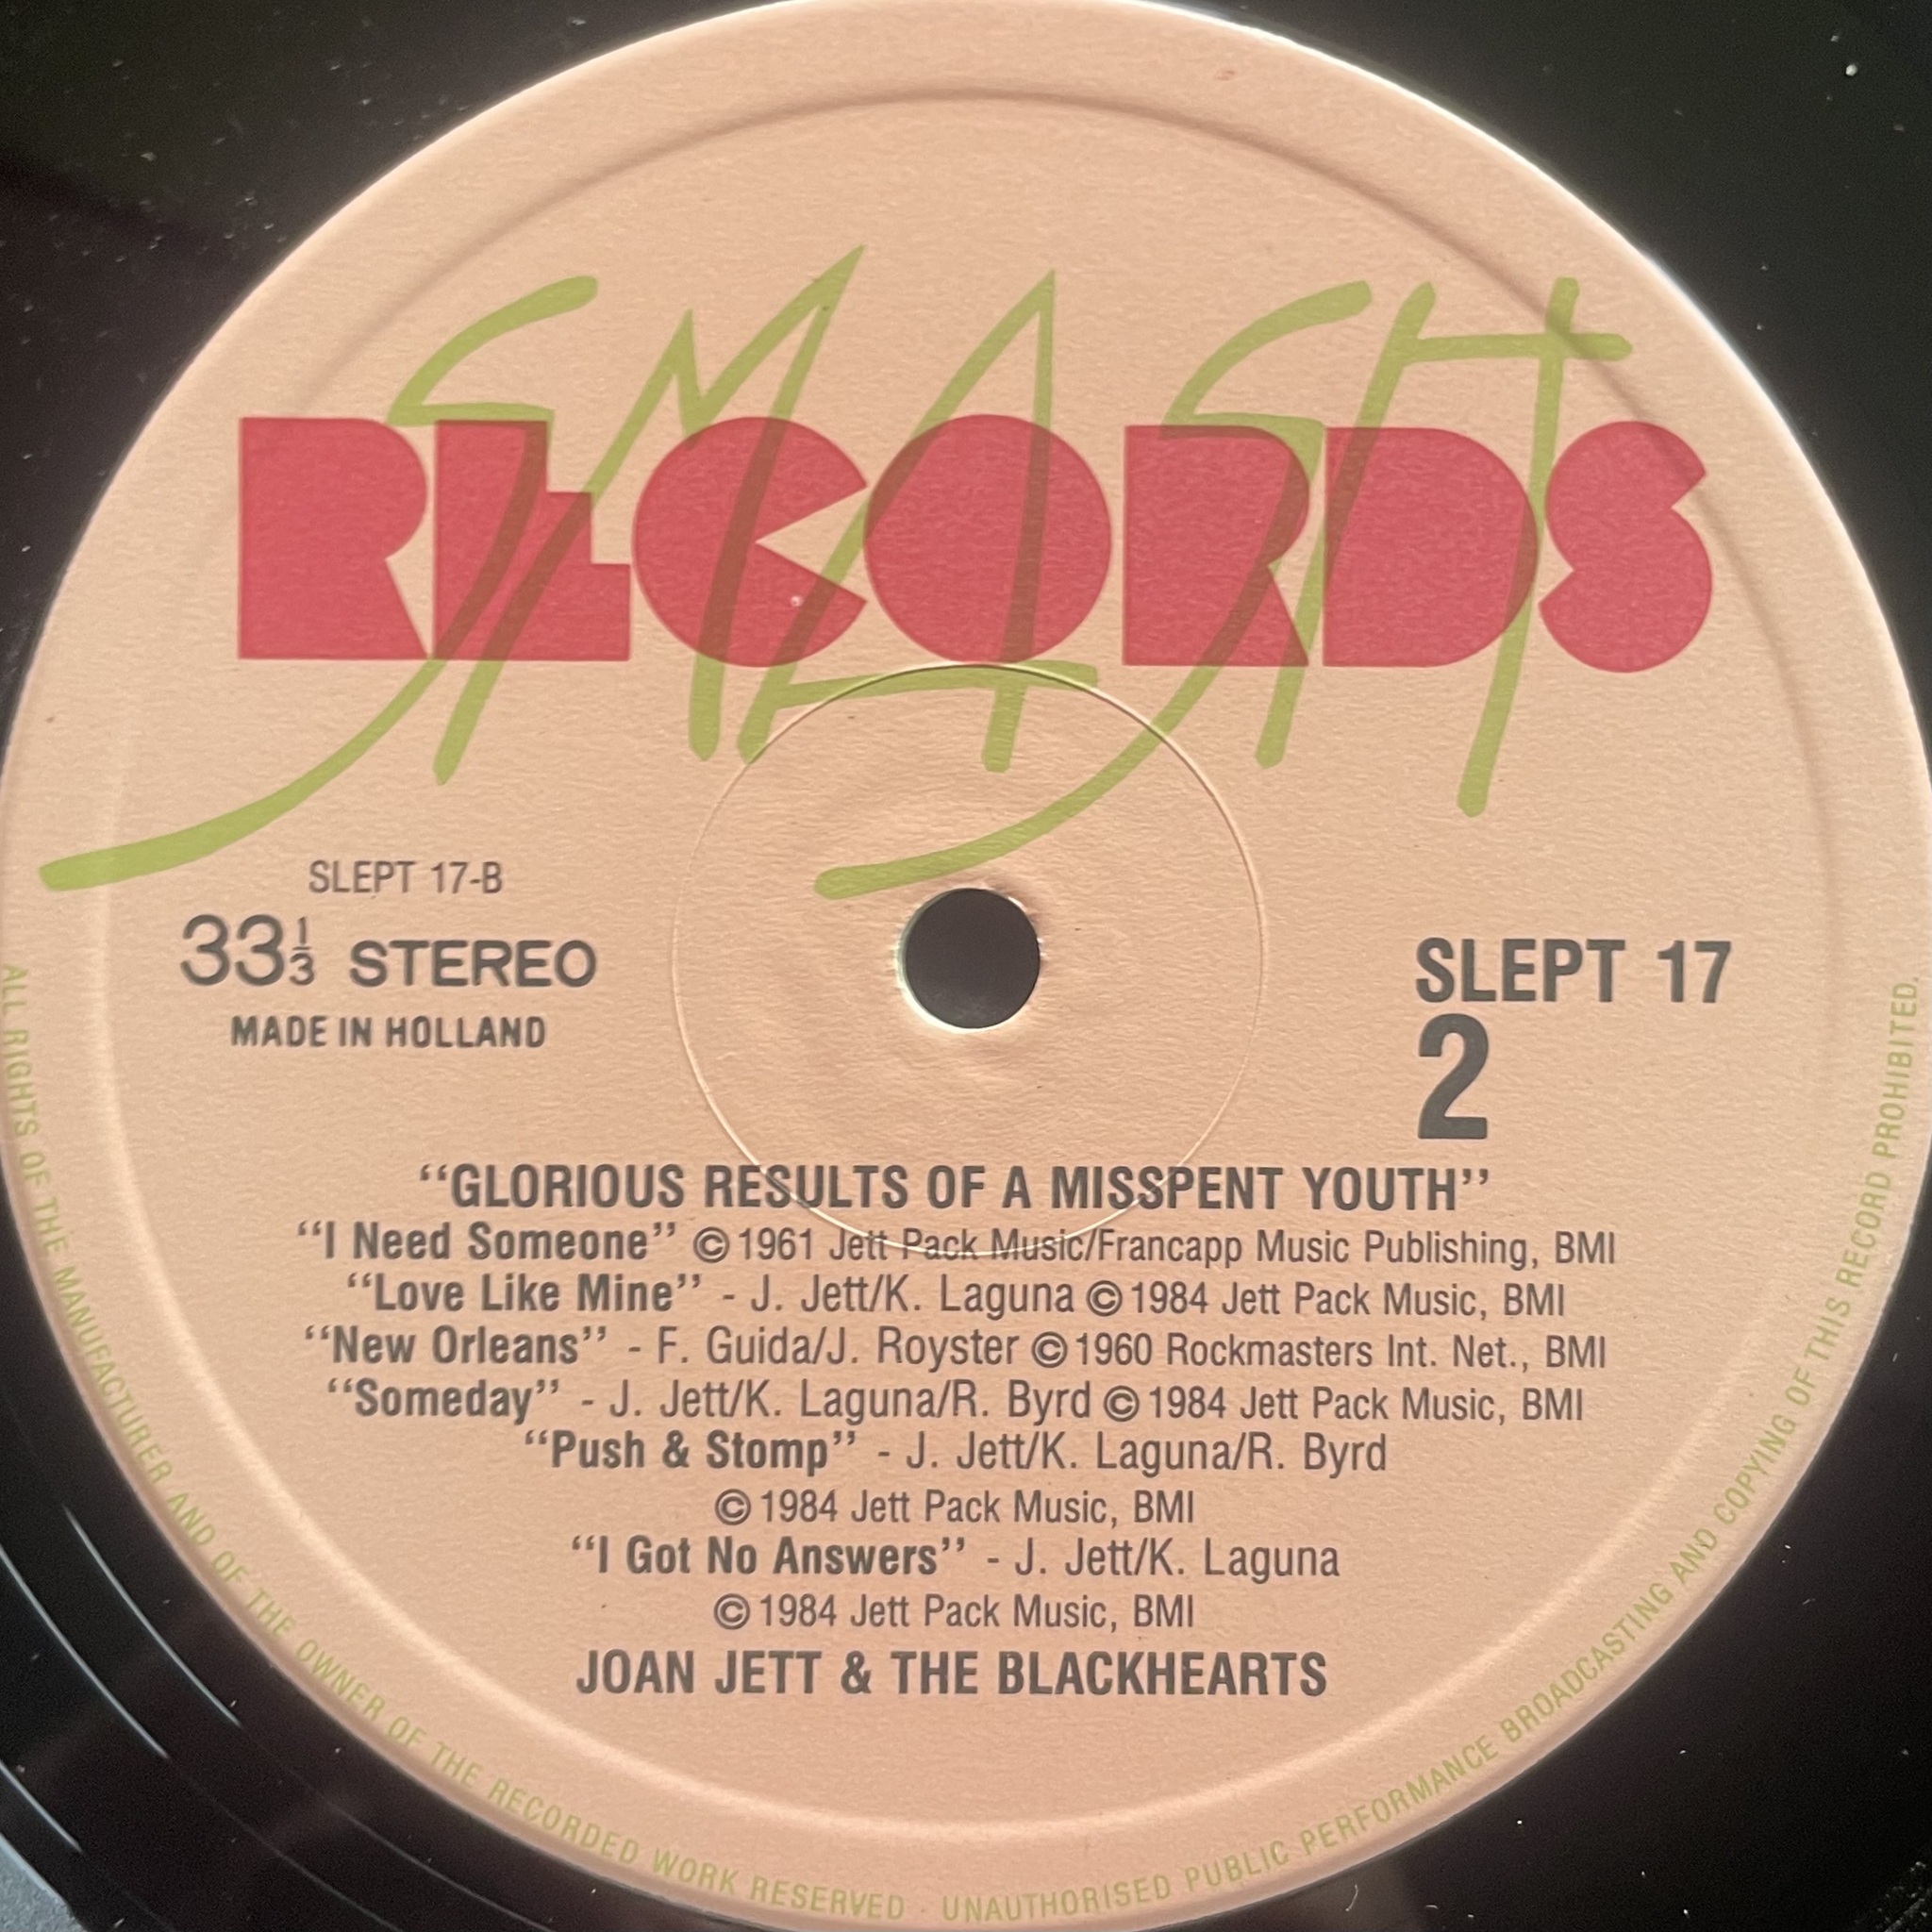 SMASH
RECORDS
SLEPT 17-B
33⅓ STEREO
MADE IN HOLLAND
SLEPT 17
2
“GLORIOUS RESULTS OF A MISSPENT YOUTH”
“I Need Someone” ©1961 Jett Pack Music/Francapp Music Publishing, BMI
“Love Like Mine” - J. Jett/K. Laguna ©1984 Jett Pack Music, BMI
“New Orleans” - F. Guida/J. Royster ©1960 Rockmasters Int. Net., BMI
“Someday” - J. Jett/K. Laguna/R. Byrd ©1984 Jett Pack Music, BMI
“Push & Stomp” - J. Jett/K. Laguna/R. Byrd
©1984 Jett Pack Music, BMI
“I Got No Answers” - J. Jett/K. Laguna
©1984 Jett Pack Music, BMI
JOAN JETT & THE BLACKHEARTS
ALL RIGHTS OF THE MANUFACTURER AND OF THE OWNER OF THE RECORDED WORK RESERVED · UNAUTHORISED PUBLIC PERFORMANCE BROADCASTING AND COPYING OF THIS RECORD PROHIBITED.